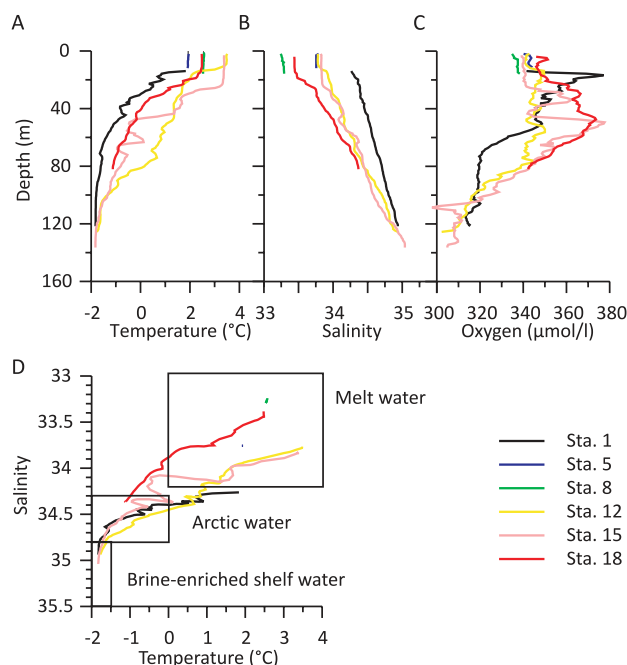 A B C
0
40
80
120
160
Depth (m)
-2 0 2 4
Temperature (°C)
33 34 35
Salinity
300 320 340 360 380
Oxygen (µmol/l)
D
33
33.5
34
34.5
35
35.5
Salinity
Melt water
Arctic water
Brine-enriched shelf water
-2 -1 0 1 2 3 4
Temperature (°C)
Sta. 1
Sta. 5
Sta. 8
Sta. 12
Sta. 15
Sta. 18